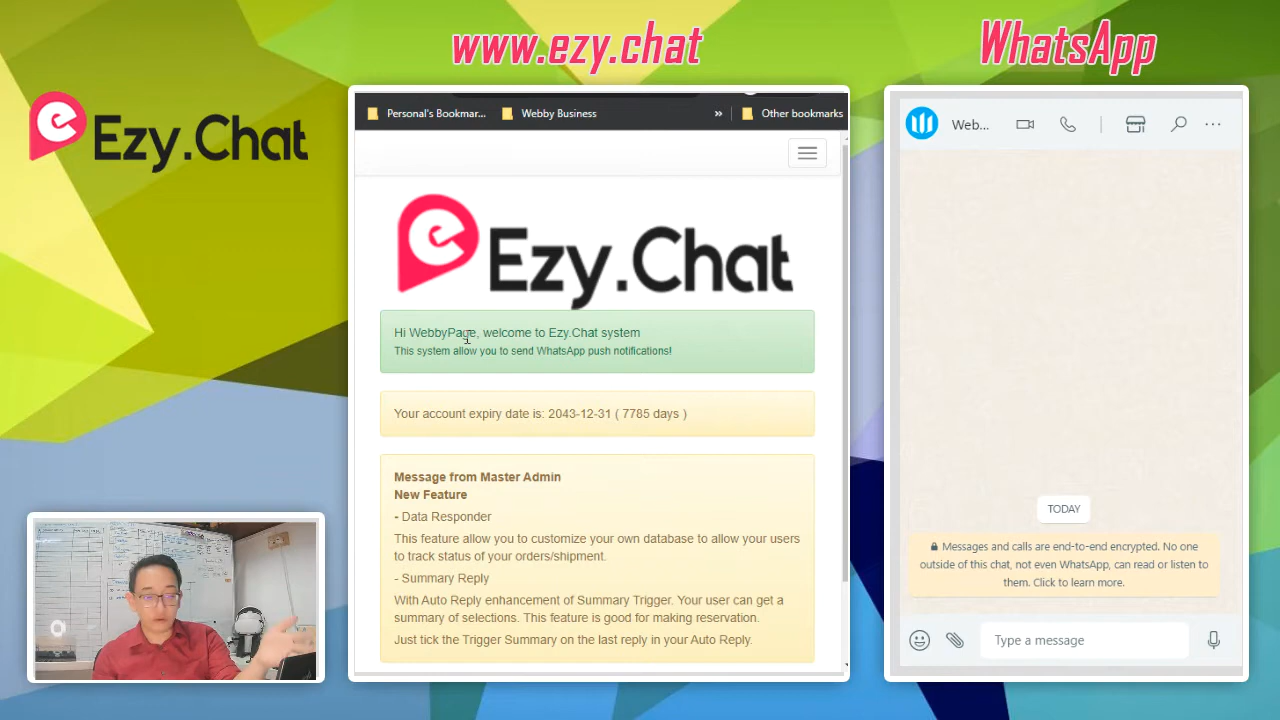 www.ezy.chat
WhatsApp
Ezy.Chat
Personal's Bookmar...
Webby Business
»
Other bookmarks
Ezy.Chat
Hi WebbyPage, welcome to Ezy.Chat system
This system allow you to send WhatsApp push notifications!
Your account expiry date is: 2043-12-31 ( 7785 days )
Message from Master Admin
New Feature
- Data Responder
This feature allow you to customize your own database to allow your users
to track status of your orders/shipment.
- Summary Reply
With Auto Reply enhancement of Summary Trigger. Your user can get a
summary of selections. This feature is good for making reservation.
Just tick the Trigger Summary on the last reply in your Auto Reply.
Web...
TODAY
Messages and calls are end-to-end encrypted. No one
outside of this chat, not even WhatsApp, can read or listen to
them. Click to learn more.
Type a message